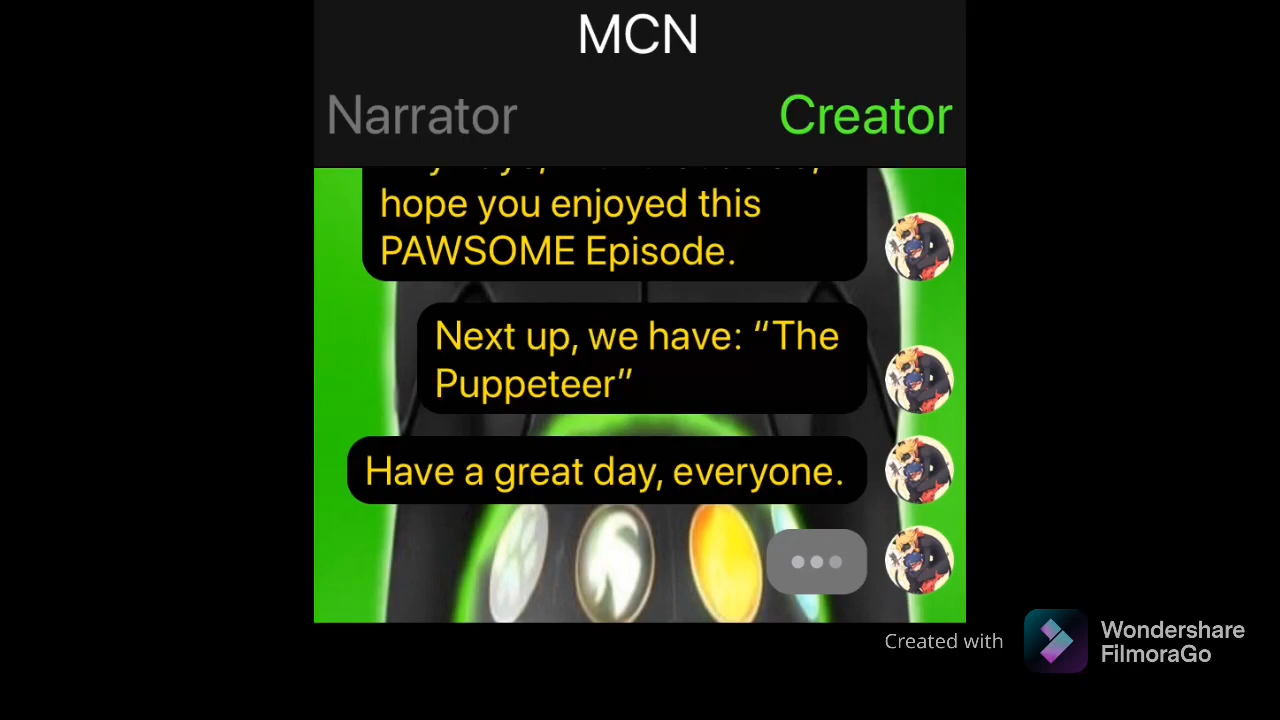 MCN
Narrator
Creator
hope you enjoyed this
PAWSOME Episode.
Next up, we have: “The
Puppeteer”
Have a great day, everyone.
Created with
Wondershare
FilmoraGo